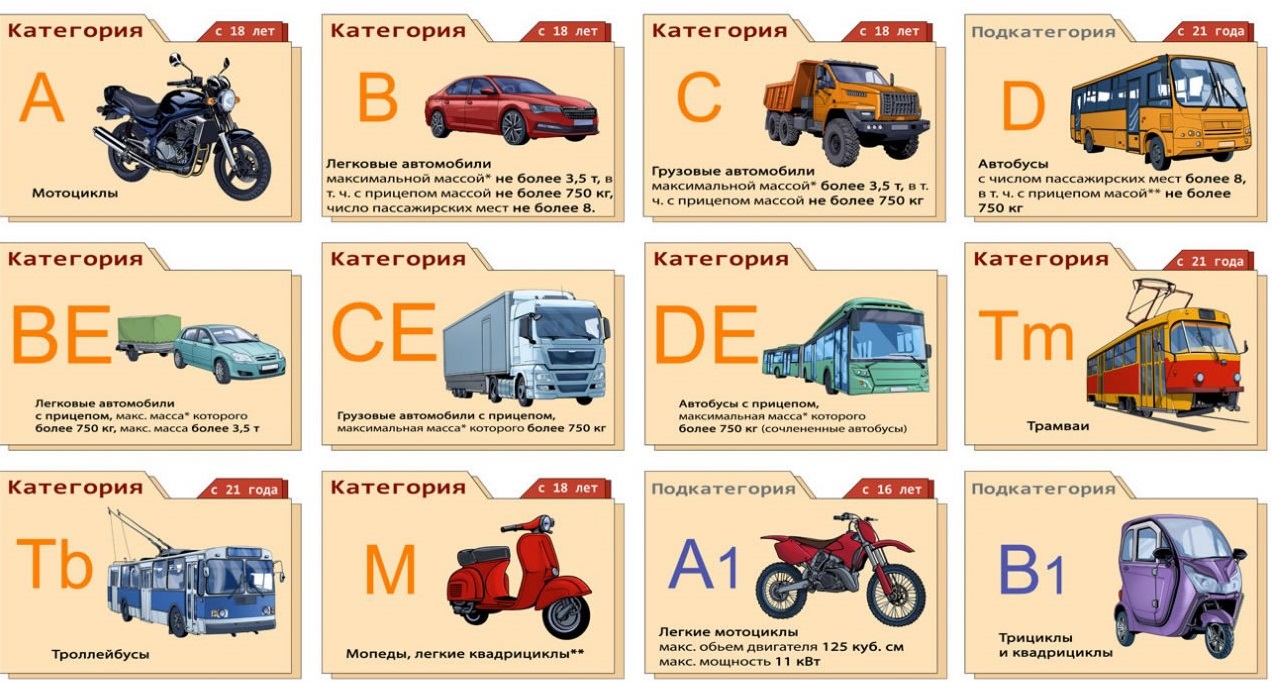 Категория
с 18 лет
A
Мотоциклы
Категория
с 18 лет
B
Легковые автомобили
максимальной массой* не более 3,5 т, в
т. ч. с прицепом массой не более 750 кг,
число пассажирских мест не более 8.
Категория
с 18 лет
C
Грузовые автомобили
максимальной массой* более 3,5 т, в т.
ч. с прицепом массой не более 750 кг
Подкатегория
с 21 года
D
Автобусы
с числом пассажирских мест более 8,
в т. ч. с прицепом масой** не более
750 кг
Категория
BE
Легковые автомобили
с прицепом, макс. масса* которого
более 750 кг, макс. масса более 3,5 т
Категория
CE
Грузовые автомобили с прицепом,
максимальная масса* которого более 750 кг
Категория
DE
Автобусы с прицепом,
максимальная масса* которого
более 750 кг (сочлененные автобусы)
Категория
с 21 года
Tm
Трамваи
Категория
с 21 года
Tb
Троллейбусы
Категория
с 18 лет
M
Мопеды, легкие квадрициклы**
Подкатегория
с 16 лет
A1
Легкие мотоциклы
макс. обьем двигателя 125 куб. см
макс. мощность 11 кВт
Подкатегория
B1
Трициклы
и квадрициклы